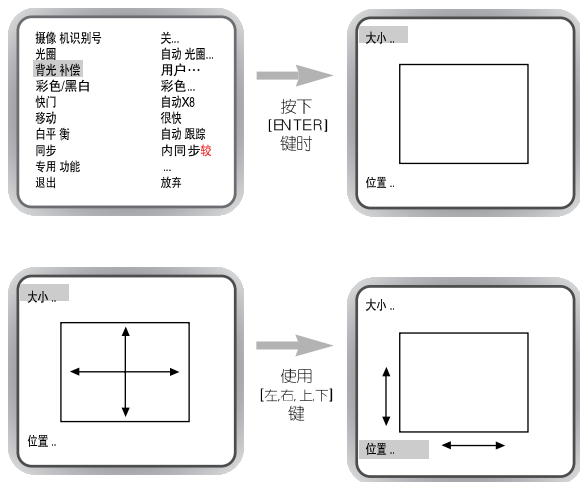 摄像 机识别号 关...
光圈 自动 光圈...
背光 补偿 用户···
彩色/黑白 彩色...
快门 自动X8
移动 很快
白平 衡 自动 跟踪
同步 内同步较
专用 功能 ...
退出 放弃
按下
[ENTER]
键时
大小 ..
位置 ..
大小 ..
位置 ..
使用
[左,右, 上,下]
键
大小 ..
位置 ..